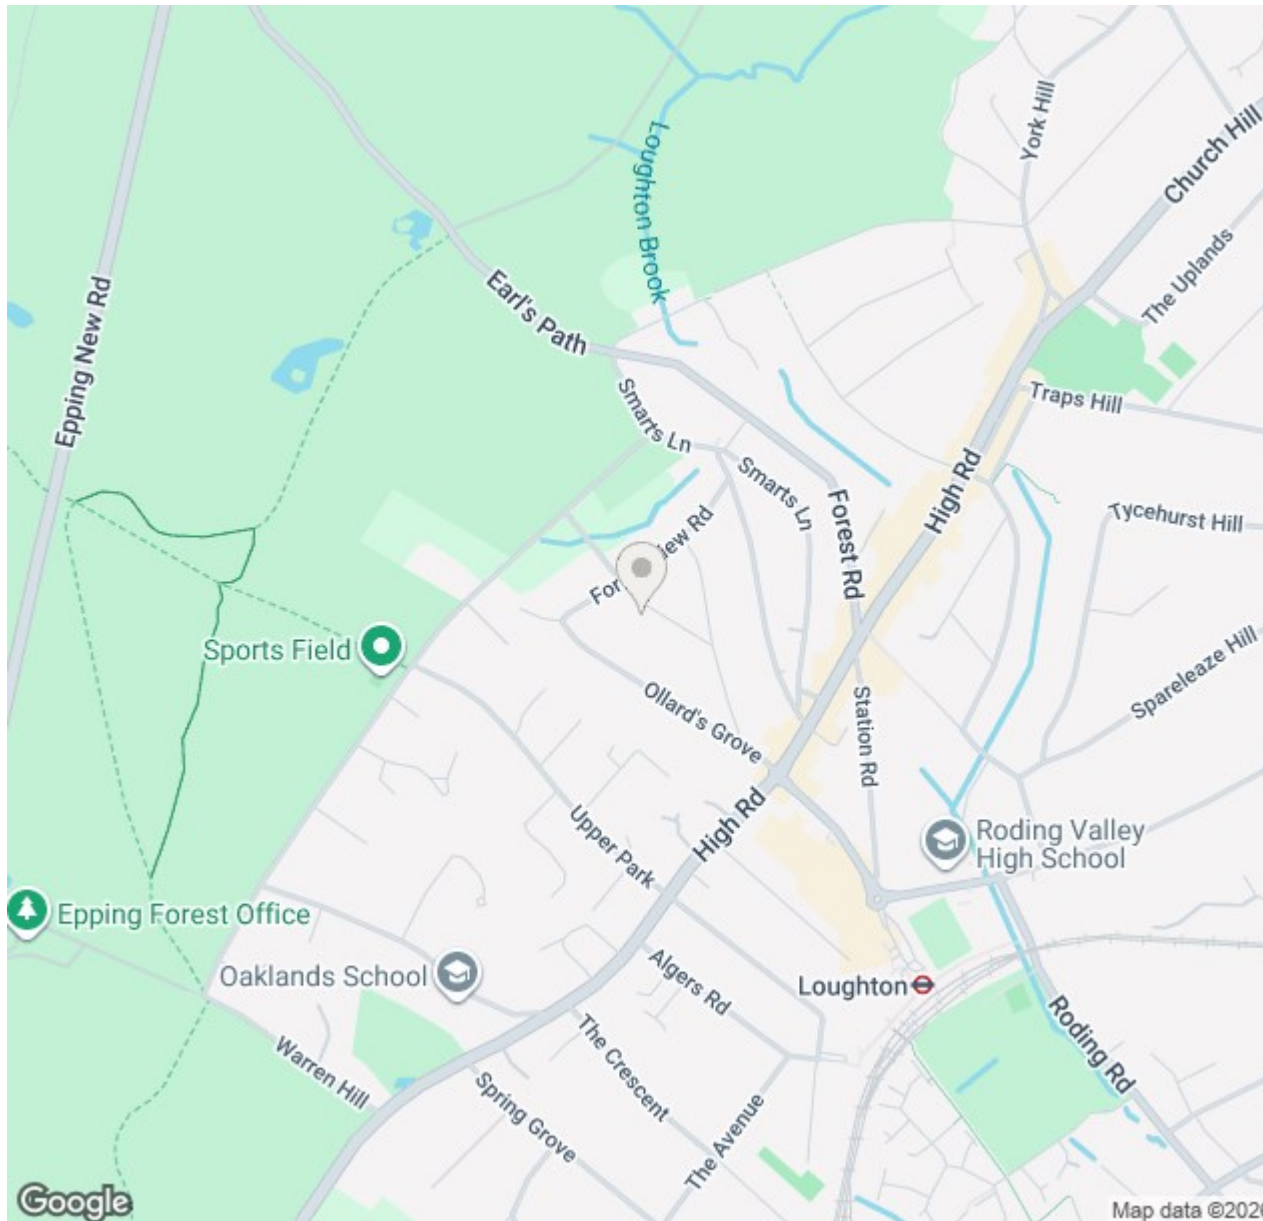 York Hill
Church Hill
Loughton Brook
The Uplands
Earl's Path
Epping New Rd
Traps Hill
Smarts Ln
High Rd
Smarts Ln
Tycehurst Hill
Forest Rd
Sports Field
Spareleaze Hill
Ollard's Grove
Station Rd
High Rd
Upper Park
Roding Valley
High School
Epping Forest Office
Oaklands School
Algers Rd
Loughton
Roding Rd
The Crescent
Warren Hill
Spring Grove
The Avenue
Google
Map data